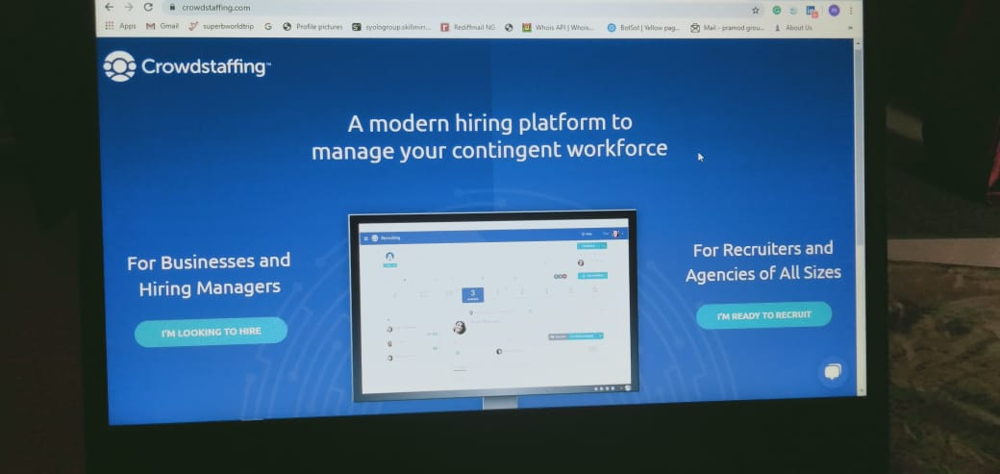 crowdstaffing.com
Apps
Gmail
superbworldtrip
G
Profile pictures
syologroup.skillmirr...
Rediffmail NG
Whois API | Whois...
BotSol | Yellow pag...
Mail - pramod grou...
About Us
»
Crowdstaffing™
A modern hiring platform to
manage your contingent workforce
For Businesses and
Hiring Managers
I'M LOOKING TO HIRE
Recruiting
3
For Recruiters and
Agencies of All Sizes
I'M READY TO RECRUIT